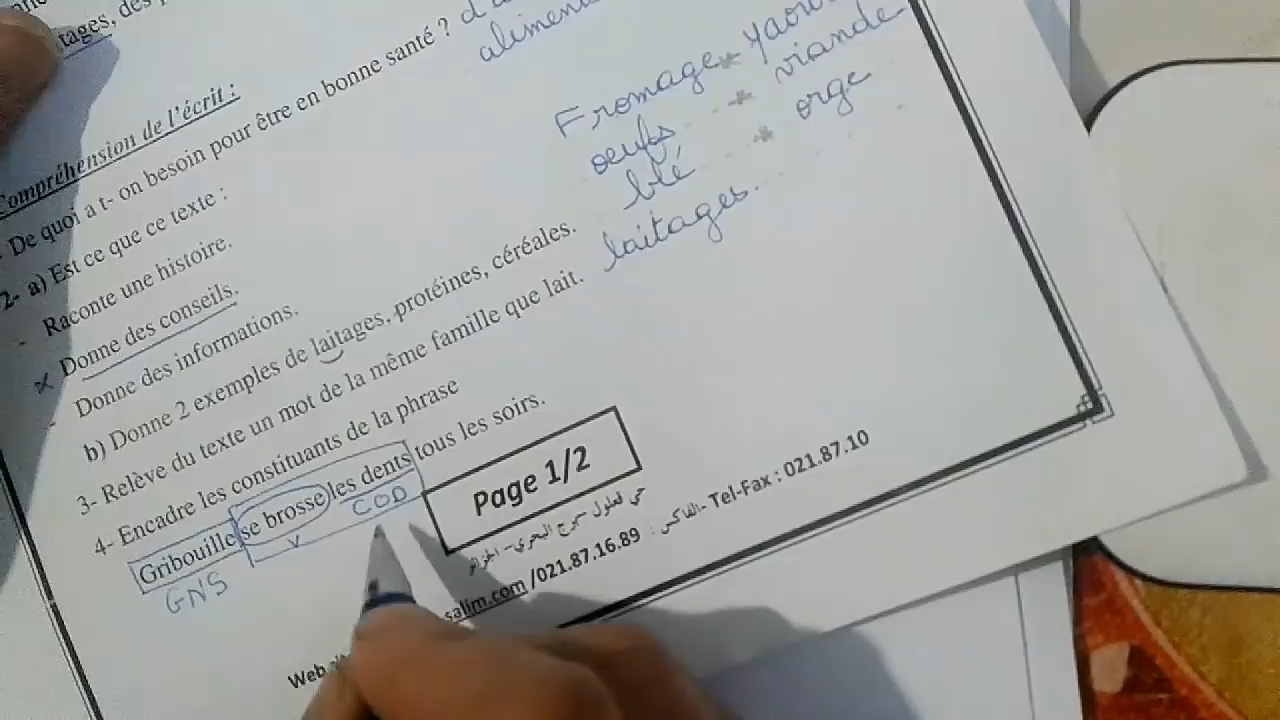 tages, des
Compréhension de l'écrit :
De quoi a t- on besoin pour être en bonne santé ?
alimen
2- a) Est ce que ce texte :
- Raconte une histoire.
x Donne des conseils.
- Donne des informations.
b) Donne 2 exemples de laitages, protéines, céréales.
Fromage * yaou
oeufs * viande
blé * orge
3- Relève du texte un mot de la même famille que lait.
laitages.
4- Encadre les constituants de la phrase
Gribouille se brosse les dents tous les soirs.
GNS V COD
Page 1/2
salim.com /021.87.16.89 : الفاكس- Tel-Fax : 021.87.10
Web